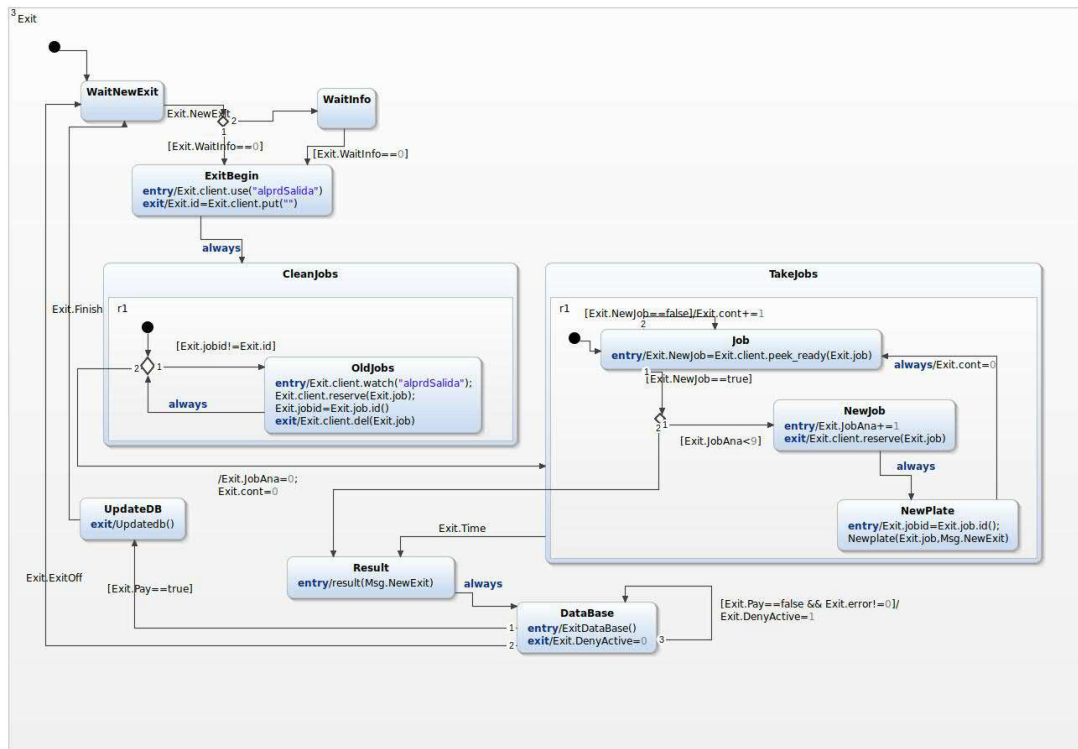 3
Exit
WaitNewExit
WaitInfo
Exit.NewExit
2
1
[Exit.WaitInfo==0]
[Exit.WaitInfo==0]
ExitBegin
entry/Exit.client.use("alprdSalida")
exit/Exit.id=Exit.client.put("")
always
CleanJobs
TakeJobs
Exit.Finish
r1
r1
[Exit.NewJob==false]/Exit.cont+=1
2
Job
entry/Exit.NewJob=Exit.client.peek_ready(Exit.job)
[Exit.jobid!=Exit.id]
2
1
OldJobs
entry/Exit.client.watch("alprdSalida");
Exit.client.reserve(Exit.job);
Exit.jobid=Exit.job.id()
exit/Exit.client.del(Exit.job)
always
always/Exit.cont=0
1
[Exit.NewJob==true]
1
2
[Exit.JobAna<9]
NewJob
entry/Exit.JobAna+=1
exit/Exit.client.reserve(Exit.job)
always
/Exit.JobAna=0;
Exit.cont=0
NewPlate
entry/Exit.jobid=Exit.job.id();
Newplate(Exit.job,Msg.NewExit)
UpdateDB
exit/Updatedb()
Exit.Time
Exit.ExitOff
[Exit.Pay==true]
Result
entry/result(Msg.NewExit)
always
DataBase
entry/ExitDataBase()
exit/Exit.DenyActive=0
1
2
3
[Exit.Pay==false && Exit.error!=0]/
Exit.DenyActive=1